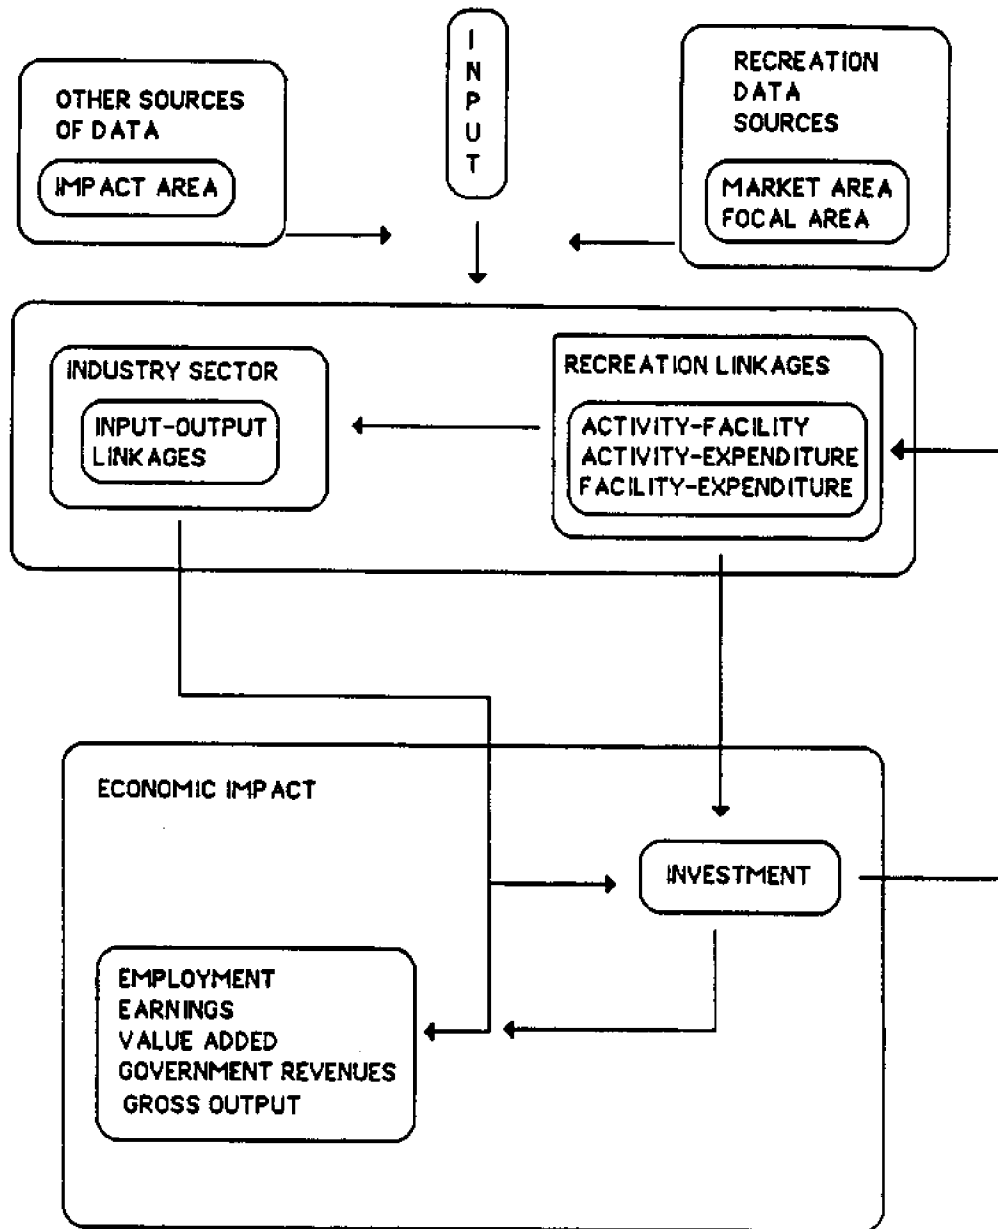 INPUT
OTHER SOURCES
OF DATA
IMPACT AREA
RECREATION
DATA
SOURCES
MARKET AREA
FOCAL AREA
INDUSTRY SECTOR
INPUT-OUTPUT
LINKAGES
RECREATION LINKAGES
ACTIVITY-FACILITY
ACTIVITY-EXPENDITURE
FACILITY-EXPENDITURE
ECONOMIC IMPACT
INVESTMENT
EMPLOYMENT
EARNINGS
VALUE ADDED
GOVERNMENT REVENUES
GROSS OUTPUT